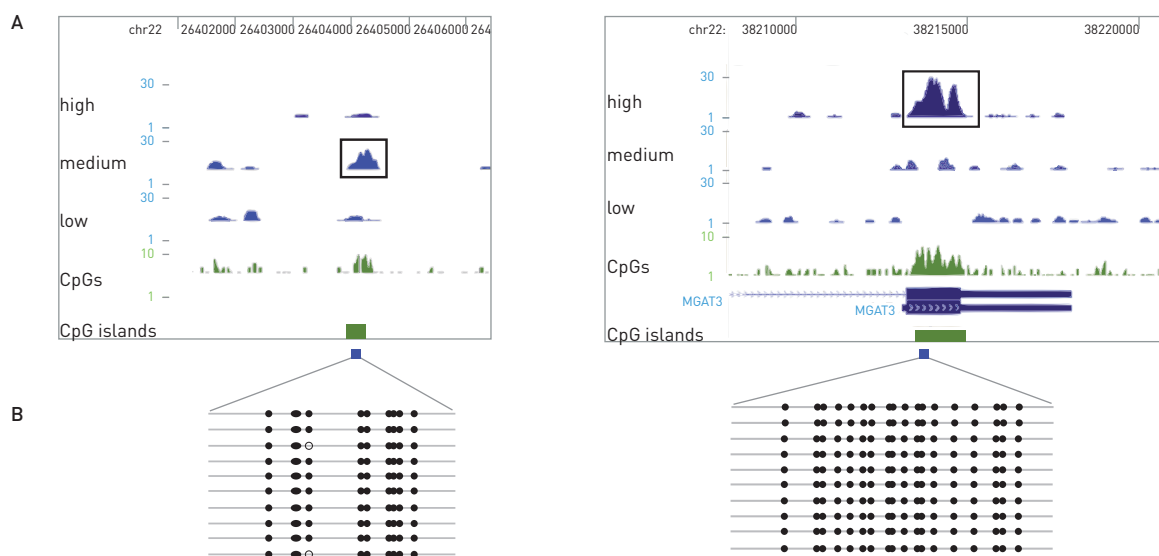 A
chr22 26402000 26403000 26404000 26405000 26406000 264
30
high
1
30
medium
1
30
low
1
10
CpGs
1
CpG islands
chr22: 38210000 38215000 38220000
30
high
1
30
medium
1
30
low
1
10
CpGs
1
MGAT3
MGAT3
CpG islands
B